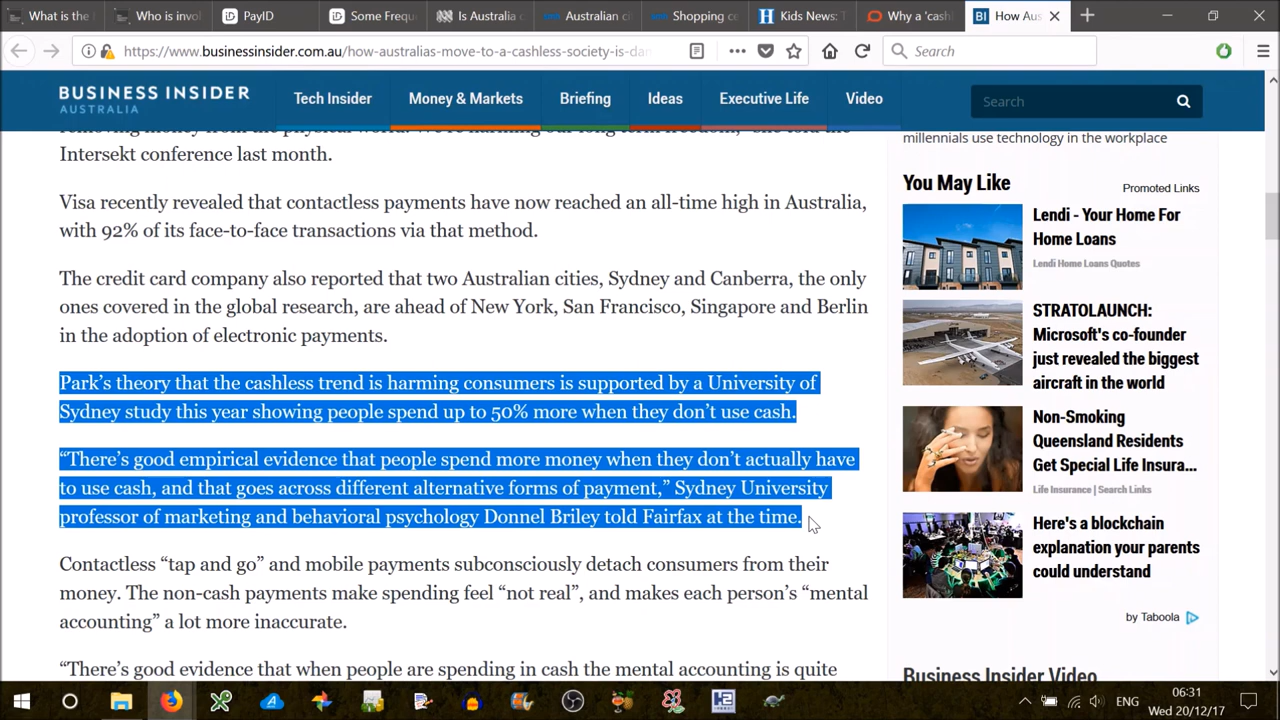 What is the
Who is invo
PayID
Some Frequ
Is Australia c
Australian ci
Shopping ce
Kids News: T
Why a 'cash
How Aus
https://www.businessinsider.com.au/how-australias-move-to-a-cashless-society-is-dan
Search
BUSINESS INSIDER
AUSTRALIA
Tech Insider
Money & Markets
Briefing
Ideas
Executive Life
Video
Search
Intersekt conference last month.
Visa recently revealed that contactless payments have now reached an all-time high in Australia,
with 92% of its face-to-face transactions via that method.
The credit card company also reported that two Australian cities, Sydney and Canberra, the only
ones covered in the global research, are ahead of New York, San Francisco, Singapore and Berlin
in the adoption of electronic payments.
Park’s theory that the cashless trend is harming consumers is supported by a University of
Sydney study this year showing people spend up to 50% more when they don’t use cash.
“There’s good empirical evidence that people spend more money when they don’t actually have
to use cash, and that goes across different alternative forms of payment,” Sydney University
professor of marketing and behavioral psychology Donnel Briley told Fairfax at the time.
Contactless “tap and go” and mobile payments subconsciously detach consumers from their
money. The non-cash payments make spending feel “not real”, and makes each person’s “mental
accounting” a lot more inaccurate.
“There’s good evidence that when people are spending in cash the mental accounting is quite
millennials use technology in the workplace
You May Like
Promoted Links
Lendi - Your Home For
Home Loans
Lendi Home Loans Quotes
STRATOLAUNCH:
Microsoft's co-founder
just revealed the biggest
aircraft in the world
Non-Smoking
Queensland Residents
Get Special Life Insura...
Life Insurance | Search Links
Here's a blockchain
explanation your parents
could understand
by Taboola
Business Insider Video
ENG
06:31
Wed 20/12/17